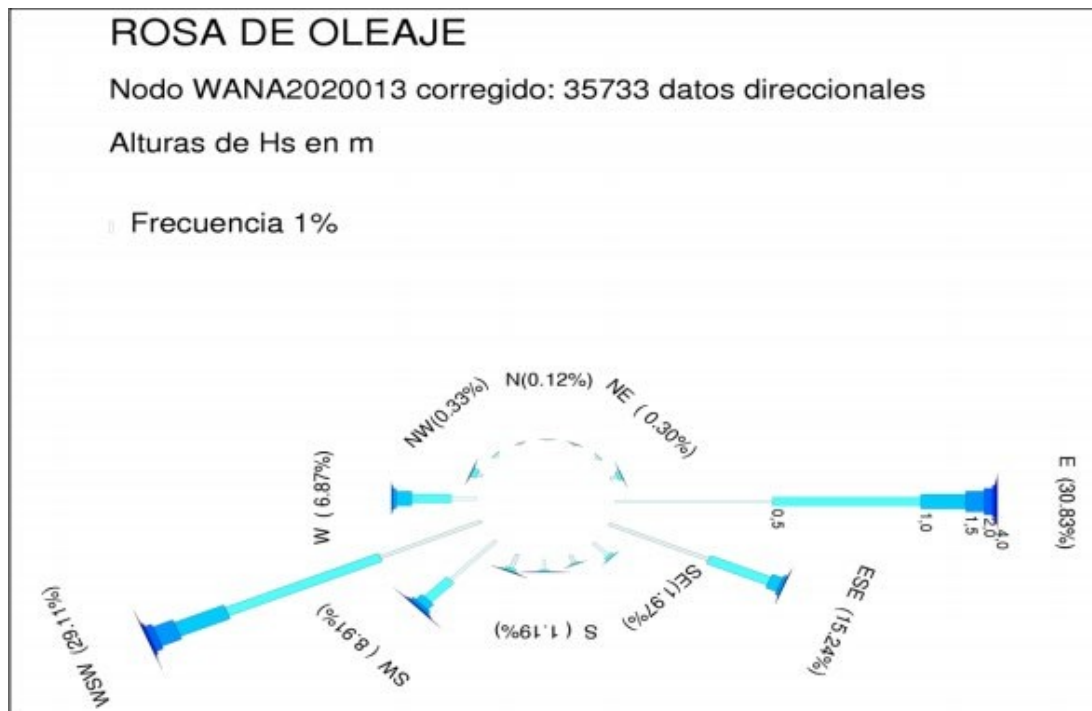 ROSA DE OLEAJE
Nodo WANA2020013 corregido: 35733 datos direccionales
Alturas de Hs en m
Frecuencia 1%
N(0.12%)
NE ( 0.30%)
NW(0.33%)
W ( 6.87%)
E (30.83%)
0,5
1,0
1,5
2,0
4,0
ESE (15.24%)
SE(1.97%)
S ( 1.19%)
SW ( 8.91%)
WSW (29.11%)